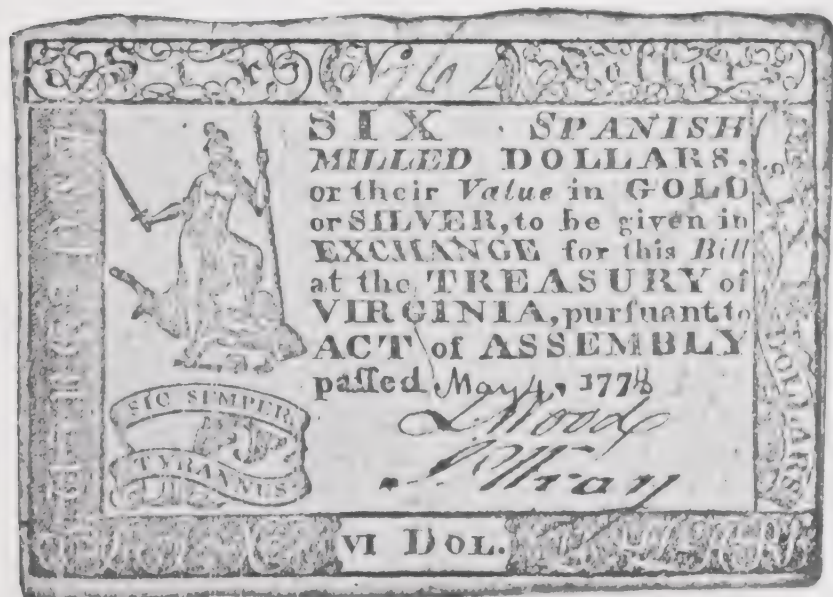 SIX SPANISH
MILLED DOLLARS,
or their Value in GOLD
or SILVER, to be given in
EXCHANGE for this Bill
at the TREASURY of
VIRGINIA, purſuant to
ACT of ASSEMBLY
paſſed May 4, 1778
SIC SEMPER
TYRANNUS
DOLLARS
VI DOL.